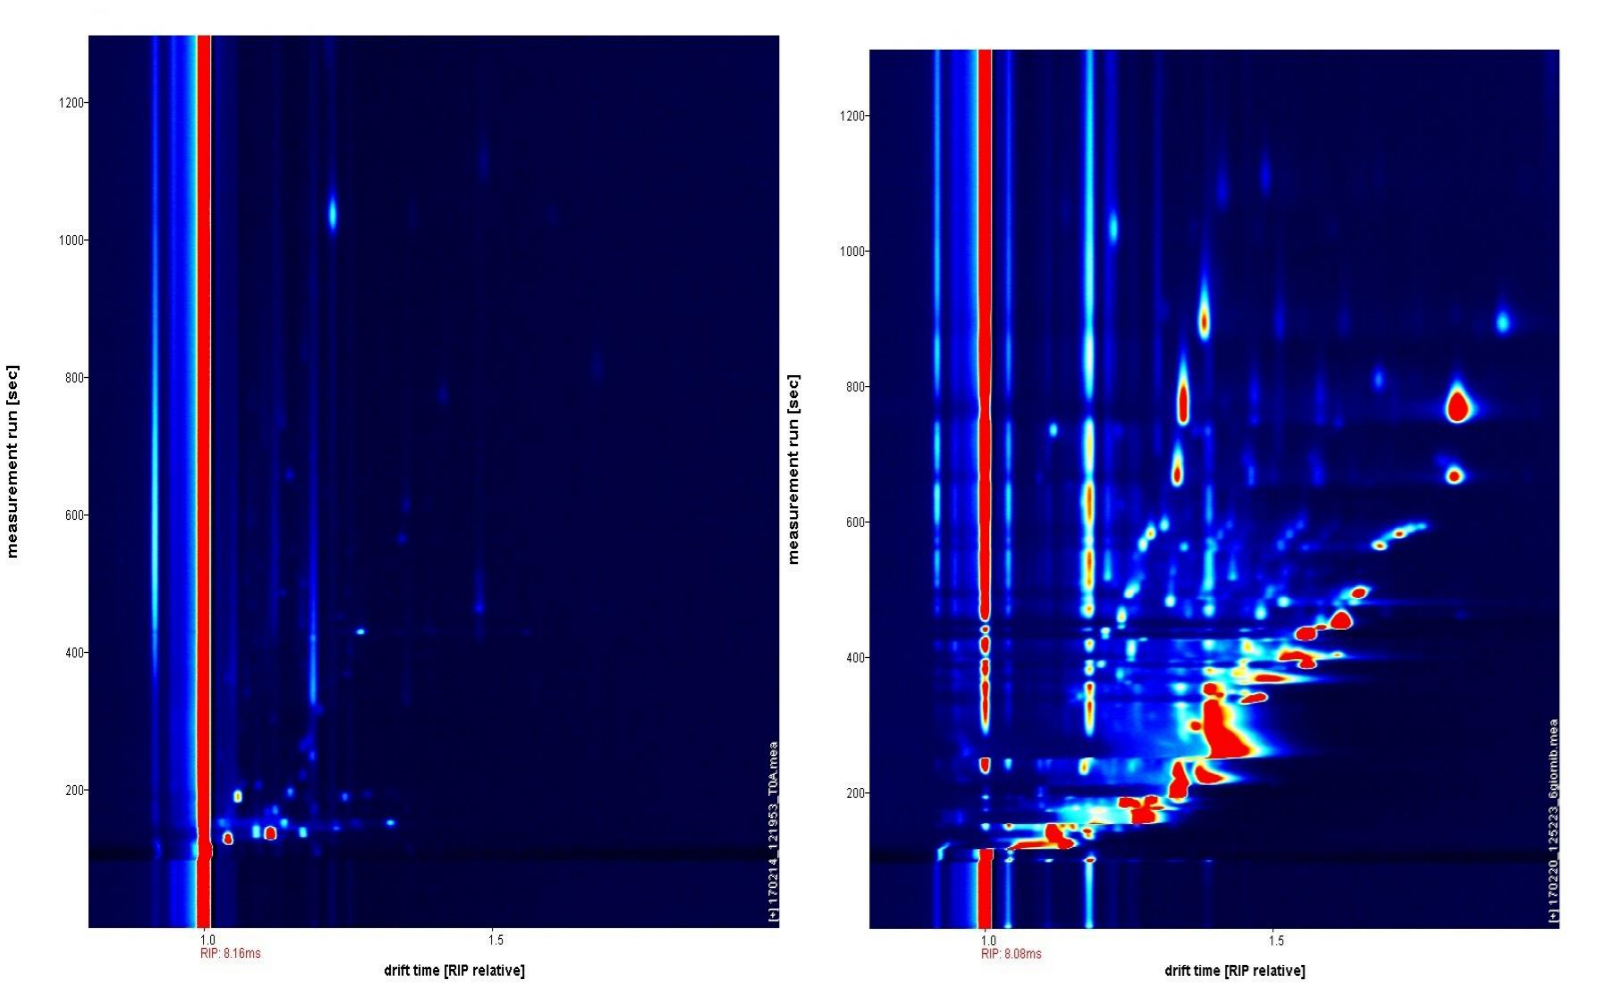 1200
1000
800
600
400
200
measurement run [sec]
1.0
1.5
RIP: 8.16ms
drift time [RIP relative]
[+] 170214_121953_T0A.mea
1200
1000
800
600
400
200
measurement run [sec]
1.0
1.5
RIP: 8.08ms
drift time [RIP relative]
[+] 170220_125223_6giornib.mea